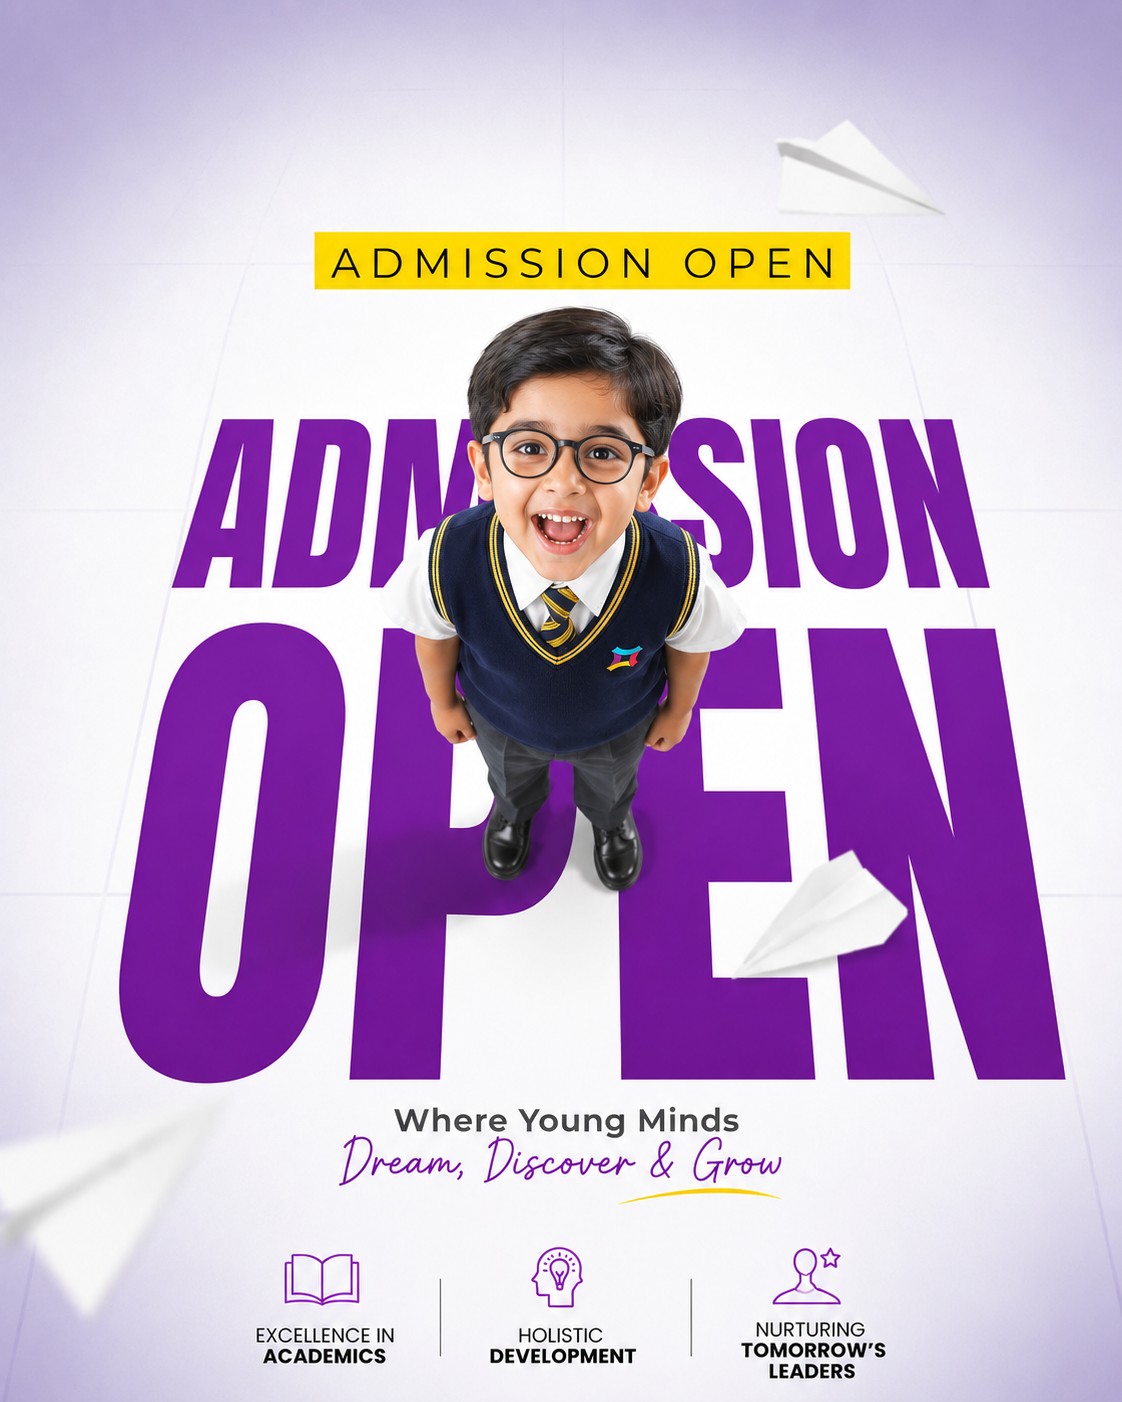 ADMISSION OPEN
ADMISSION
OPEN
Where Young Minds
Dream, Discover & Grow
EXCELLENCE IN
ACADEMICS
HOLISTIC
DEVELOPMENT
NURTURING
TOMORROW'S
LEADERS